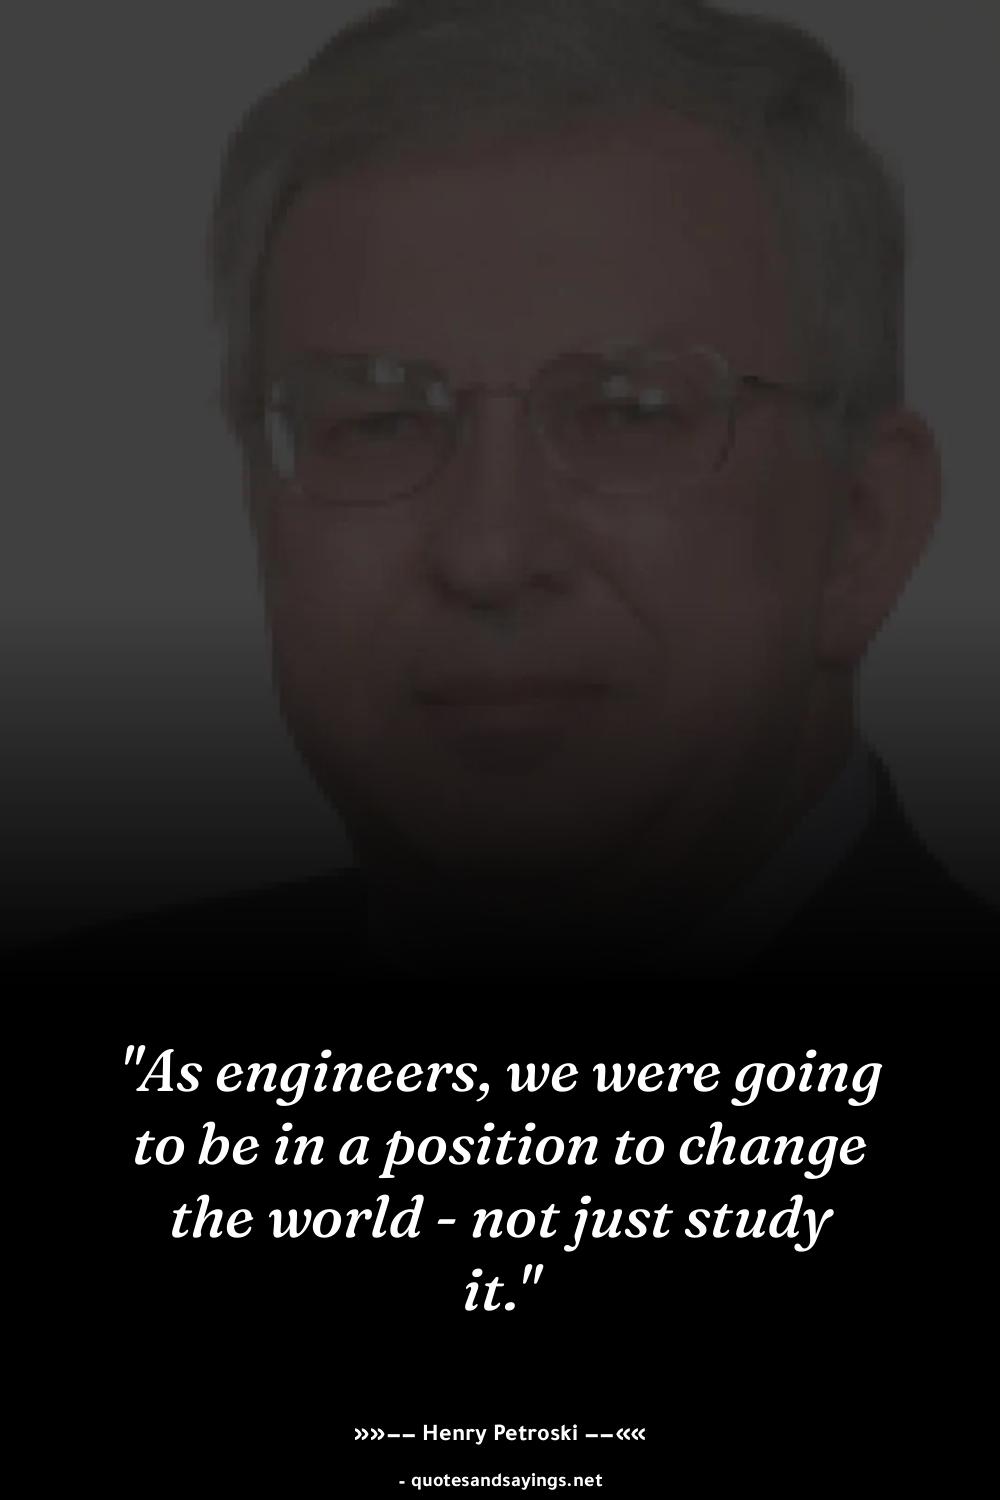 "As engineers, we were going
to be in a position to change
the world - not just study
it."
»»−− Henry Petroski −−««
- quotesandsayings.net